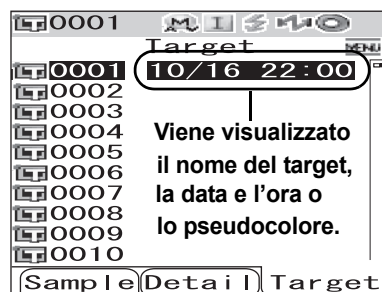 0001 M I
Target MENU
0001 10/16 22:00
0002
0003
0004
0005
0006
0007
0008
0009
0010
Viene visualizzato
il nome del target,
la data e l'ora o
lo pseudocolore.
Sample Detail Target